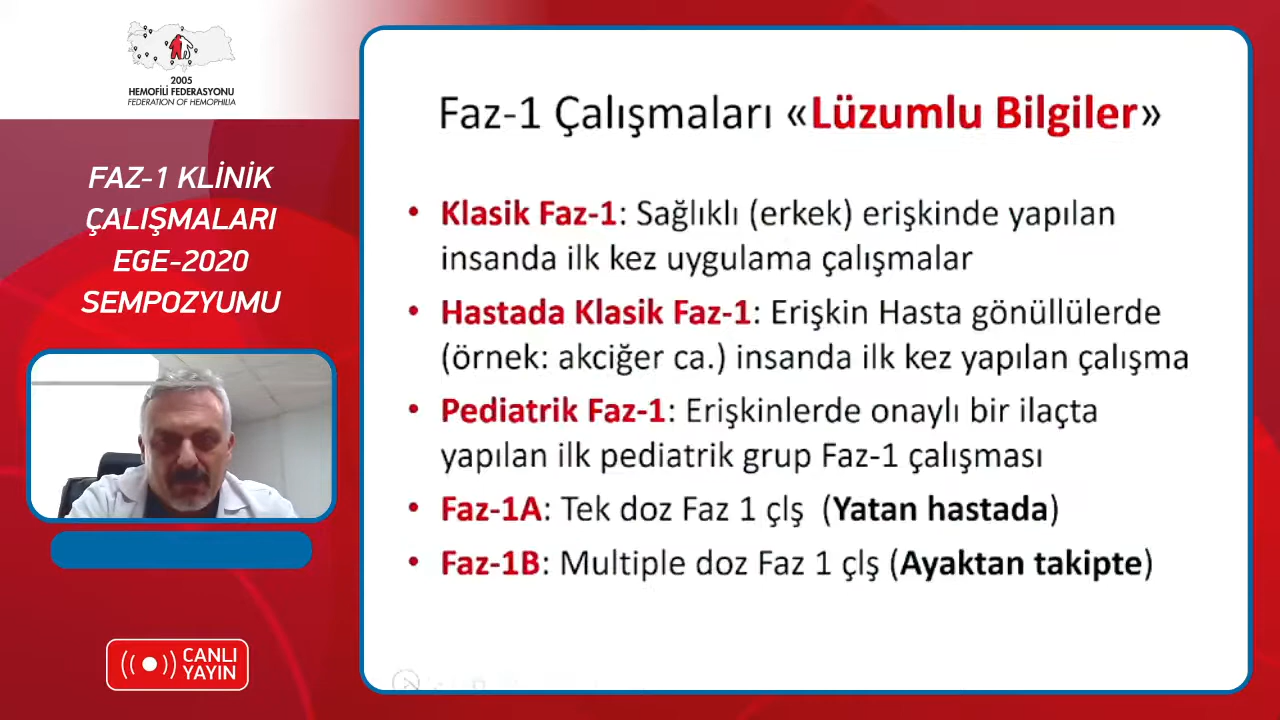 2005
HEMOFİLİ FEDERASYONU
FEDERATION OF HEMOPHILIA
FAZ-1 KLİNİK
ÇALIŞMALARI
EGE-2020
SEMPOZYUMU
CANLI
YAYIN
Faz-1 Çalışmaları «Lüzumlu Bilgiler»
• Klasik Faz-1: Sağlıklı (erkek) erişkinde yapılan
insanda ilk kez uygulama çalışmalar
• Hastada Klasik Faz-1: Erişkin Hasta gönüllülerde
(örnek: akciğer ca.) insanda ilk kez yapılan çalışma
• Pediatrik Faz-1: Erişkinlerde onaylı bir ilaçta
yapılan ilk pediatrik grup Faz-1 çalışması
• Faz-1A: Tek doz Faz 1 çlş (Yatan hastada)
• Faz-1B: Multiple doz Faz 1 çlş (Ayaktan takipte)